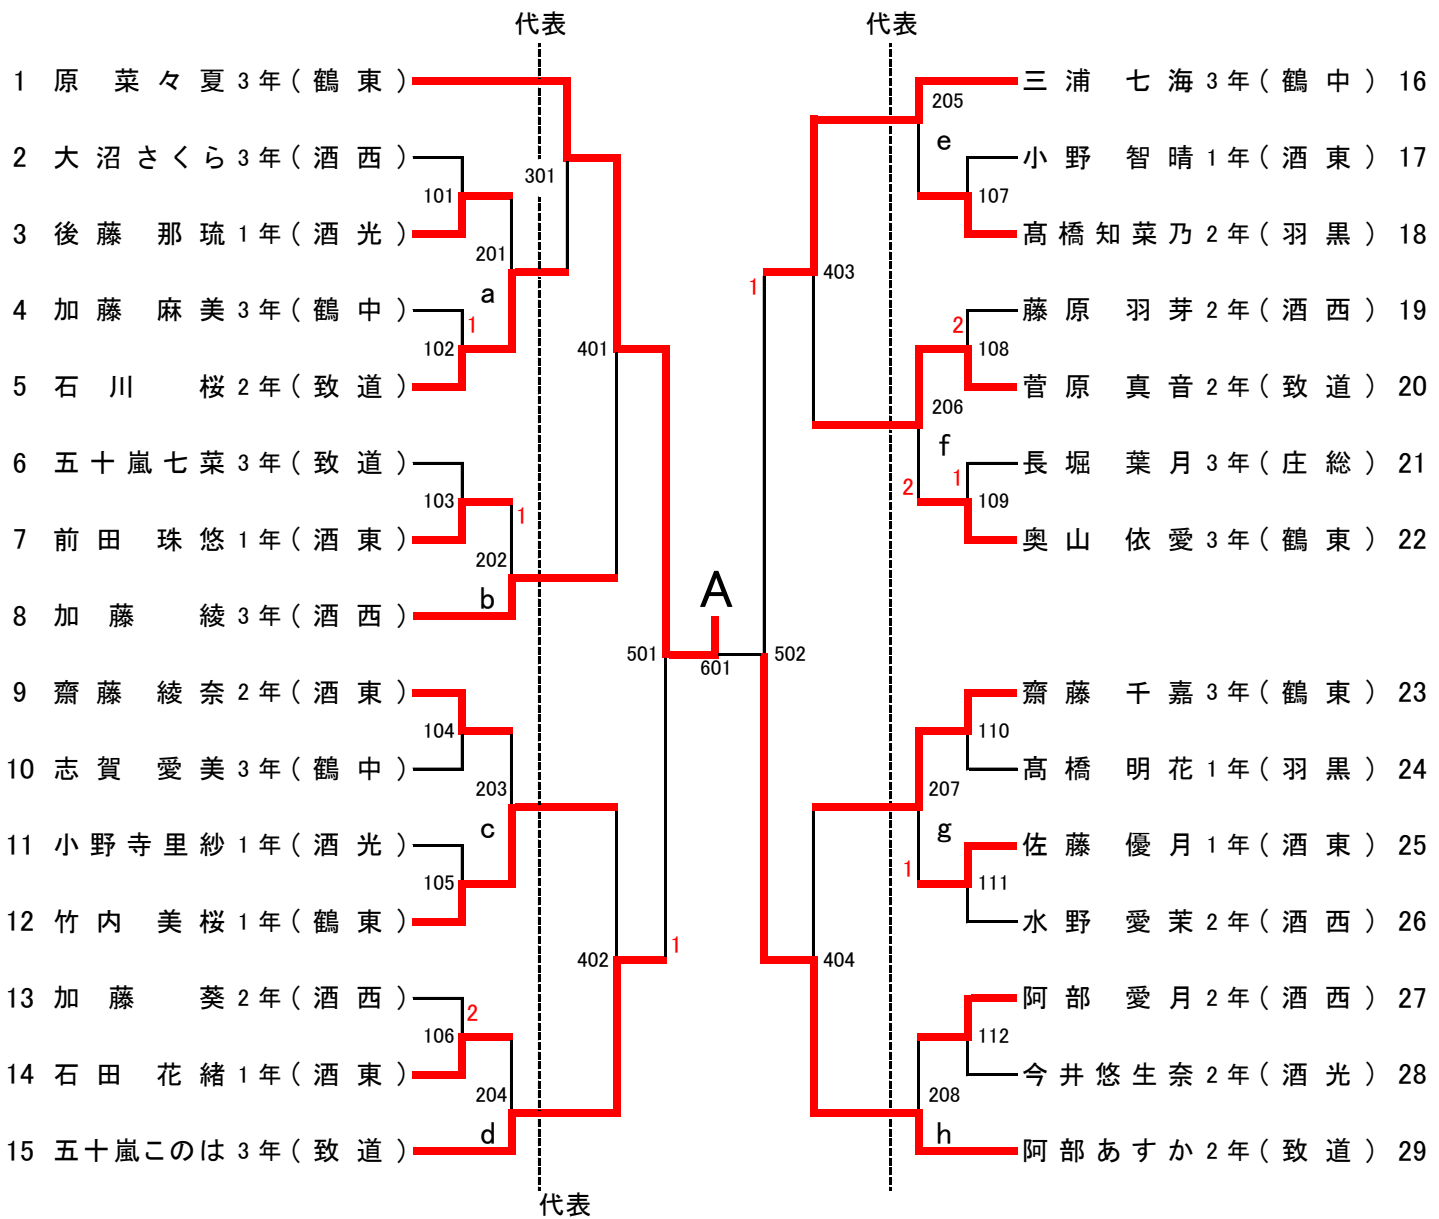 代表
代表
1 原 菜々夏 3年(鶴東)
2 大沼さくら 3年(酒西)
3 後藤 那琉 1年(酒光)
4 加藤 麻美 3年(鶴中)
5 石川 桜 2年(致道)
6 五十嵐七菜 3年(致道)
7 前田 珠悠 1年(酒東)
8 加藤 綾 3年(酒西)
9 齋藤 綾奈 2年(酒東)
10 志賀 愛美 3年(鶴中)
11 小野寺里紗 1年(酒光)
12 竹内 美桜 1年(鶴東)
13 加藤 葵 2年(酒西)
14 石田 花緒 1年(酒東)
15 五十嵐このは 3年(致道)
101
102
1
103
104
105
106
2
201
a
202
1
b
203
c
204
d
301
401
402
501
1
A
601
502
1
403
404
205
e
206
f
2
207
g
1
208
h
107
108
2
109
1
110
111
112
三浦 七海 3年(鶴中) 16
小野 智晴 1年(酒東) 17
髙橋知菜乃 2年(羽黒) 18
藤原 羽芽 2年(酒西) 19
菅原 真音 2年(致道) 20
長堀 葉月 3年(庄総) 21
奥山 依愛 3年(鶴東) 22
齋藤 千嘉 3年(鶴東) 23
髙橋 明花 1年(羽黒) 24
佐藤 優月 1年(酒東) 25
水野 愛茉 2年(酒西) 26
阿部 愛月 2年(酒西) 27
今井悠生奈 2年(酒光) 28
阿部あすか 2年(致道) 29
代表